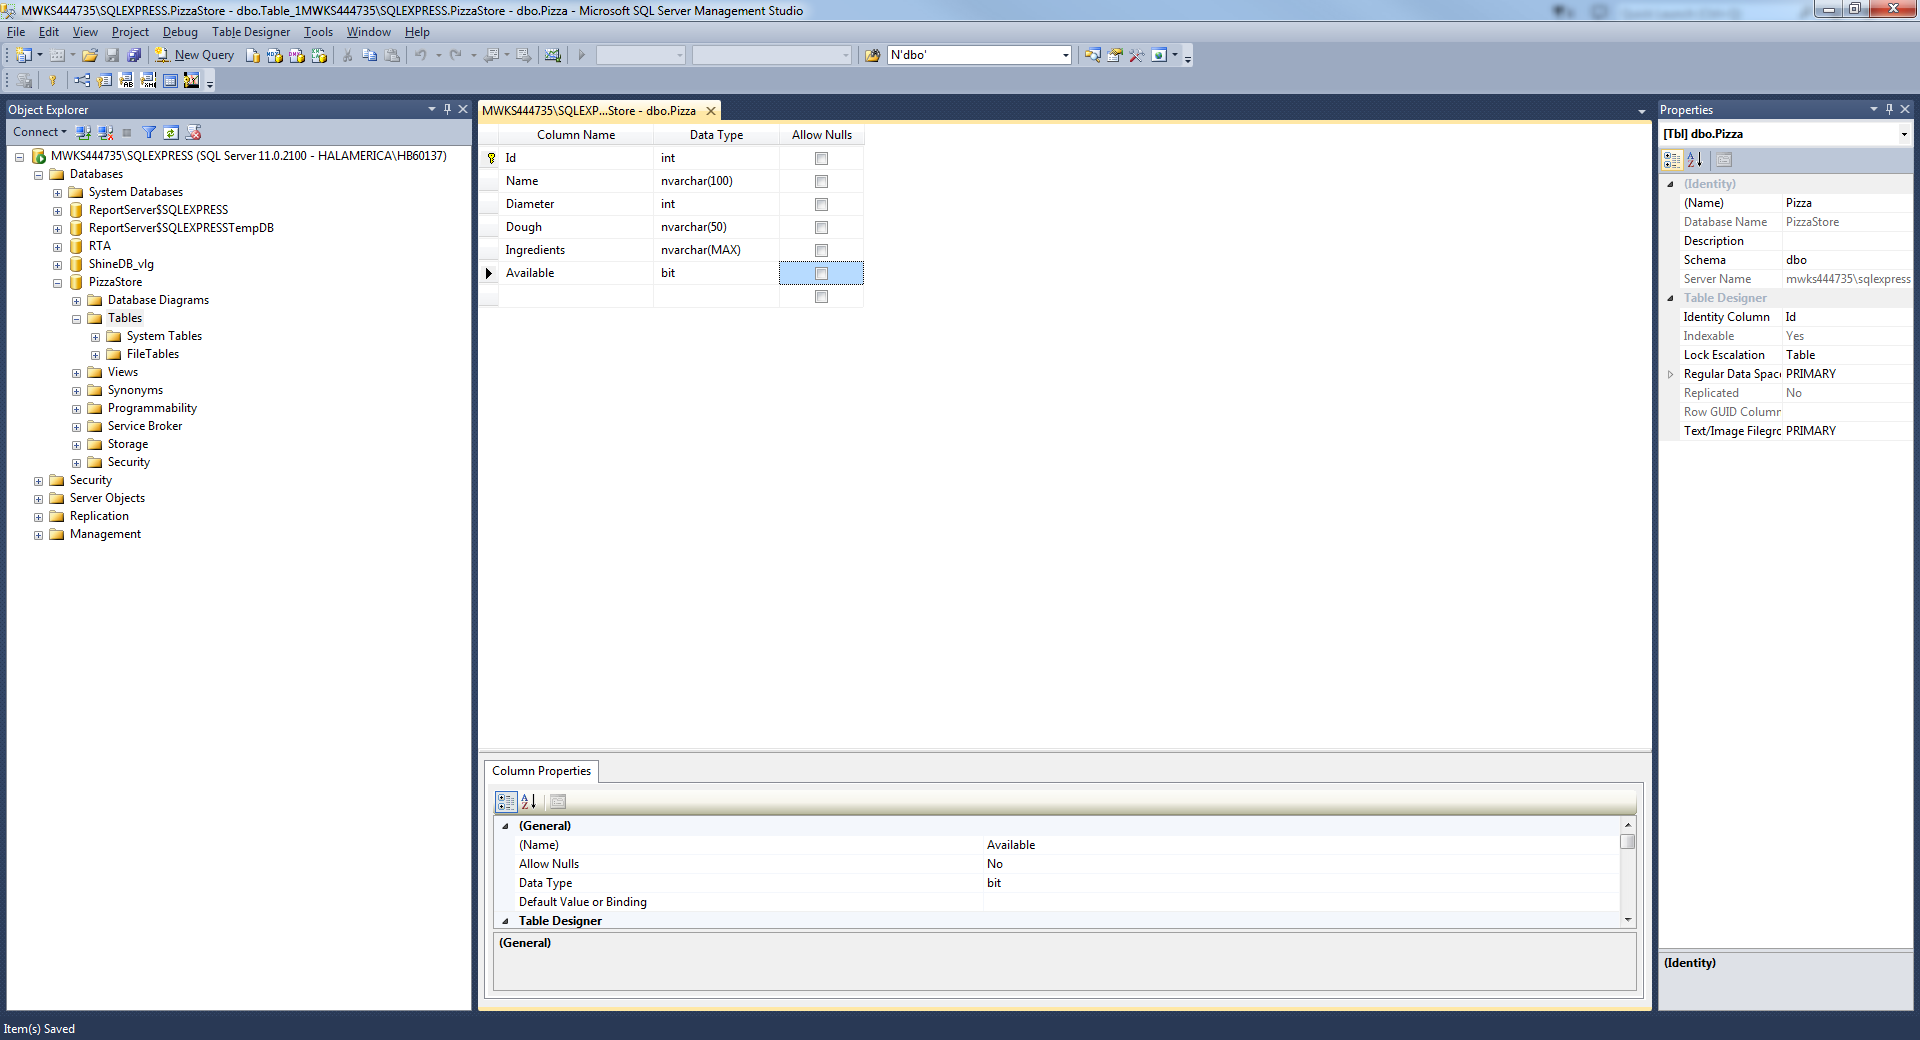 MWKS444735\SQLEXPRESS.PizzaStore - dbo.Table_1MWKS444735\SQLEXPRESS.PizzaStore - dbo.Pizza - Microsoft SQL Server Management Studio
File Edit View Project Debug Table Designer Tools Window Help
New Query
N'dbo'
Object Explorer
Connect
MWKS444735\SQLEXPRESS (SQL Server 11.0.2100 - HALAMERICA\HB60137)
Databases
System Databases
ReportServer$SQLEXPRESS
ReportServer$SQLEXPRESSTempDB
RTA
ShineDB_vlg
PizzaStore
Database Diagrams
Tables
System Tables
FileTables
Views
Synonyms
Programmability
Service Broker
Storage
Security
Security
Server Objects
Replication
Management
MWKS444735\SQLEXP...Store - dbo.Pizza
Column Name Data Type Allow Nulls
Id int
Name nvarchar(100)
Diameter int
Dough nvarchar(50)
Ingredients nvarchar(MAX)
Available bit
Column Properties
(General)
(Name) Available
Allow Nulls No
Data Type bit
Default Value or Binding
Table Designer
(General)
Properties
[Tbl] dbo.Pizza
(Identity)
(Name) Pizza
Database Name PizzaStore
Description
Schema dbo
Server Name mwks444735\sqlexpress
Table Designer
Identity Column Id
Indexable Yes
Lock Escalation Table
Regular Data Spac PRIMARY
Replicated No
Row GUID Column
Text/Image Filegrc PRIMARY
(Identity)
Item(s) Saved